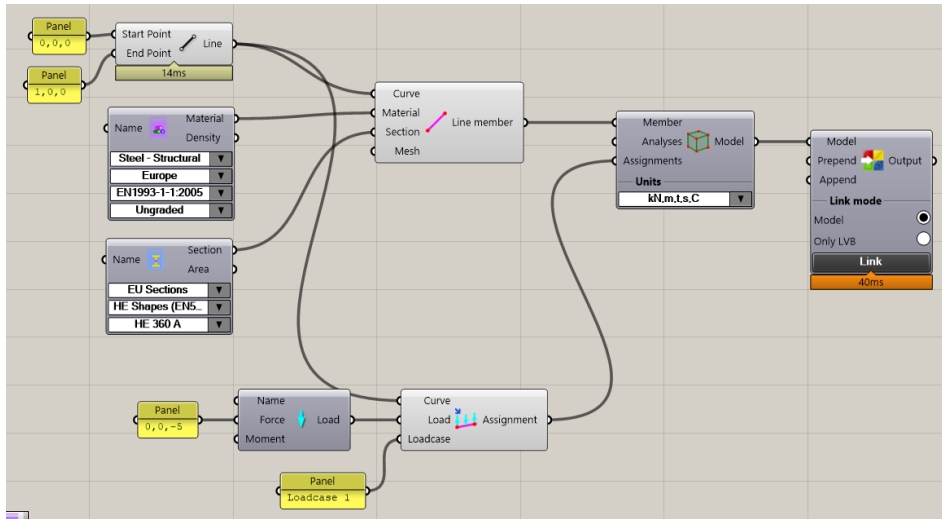 Panel
0,0,0
Panel
1,0,0
Start Point
End Point
Line
14ms
Name
Material
Density
Steel - Structural
Europe
EN1993-1-1:2005
Ungraded
Name
Section
Area
EU Sections
HE Shapes (EN5...
HE 360 A
Curve
Material
Section
Mesh
Line member
Panel
0,0,-5
Name
Force
Moment
Load
Panel
Loadcase 1
Curve
Load
Loadcase
Assignment
Member
Analyses
Assignments
Model
Units
kN,m,t,s,C
Model
Prepend
Append
Output
Link mode
Model
Only LVB
Link
40ms